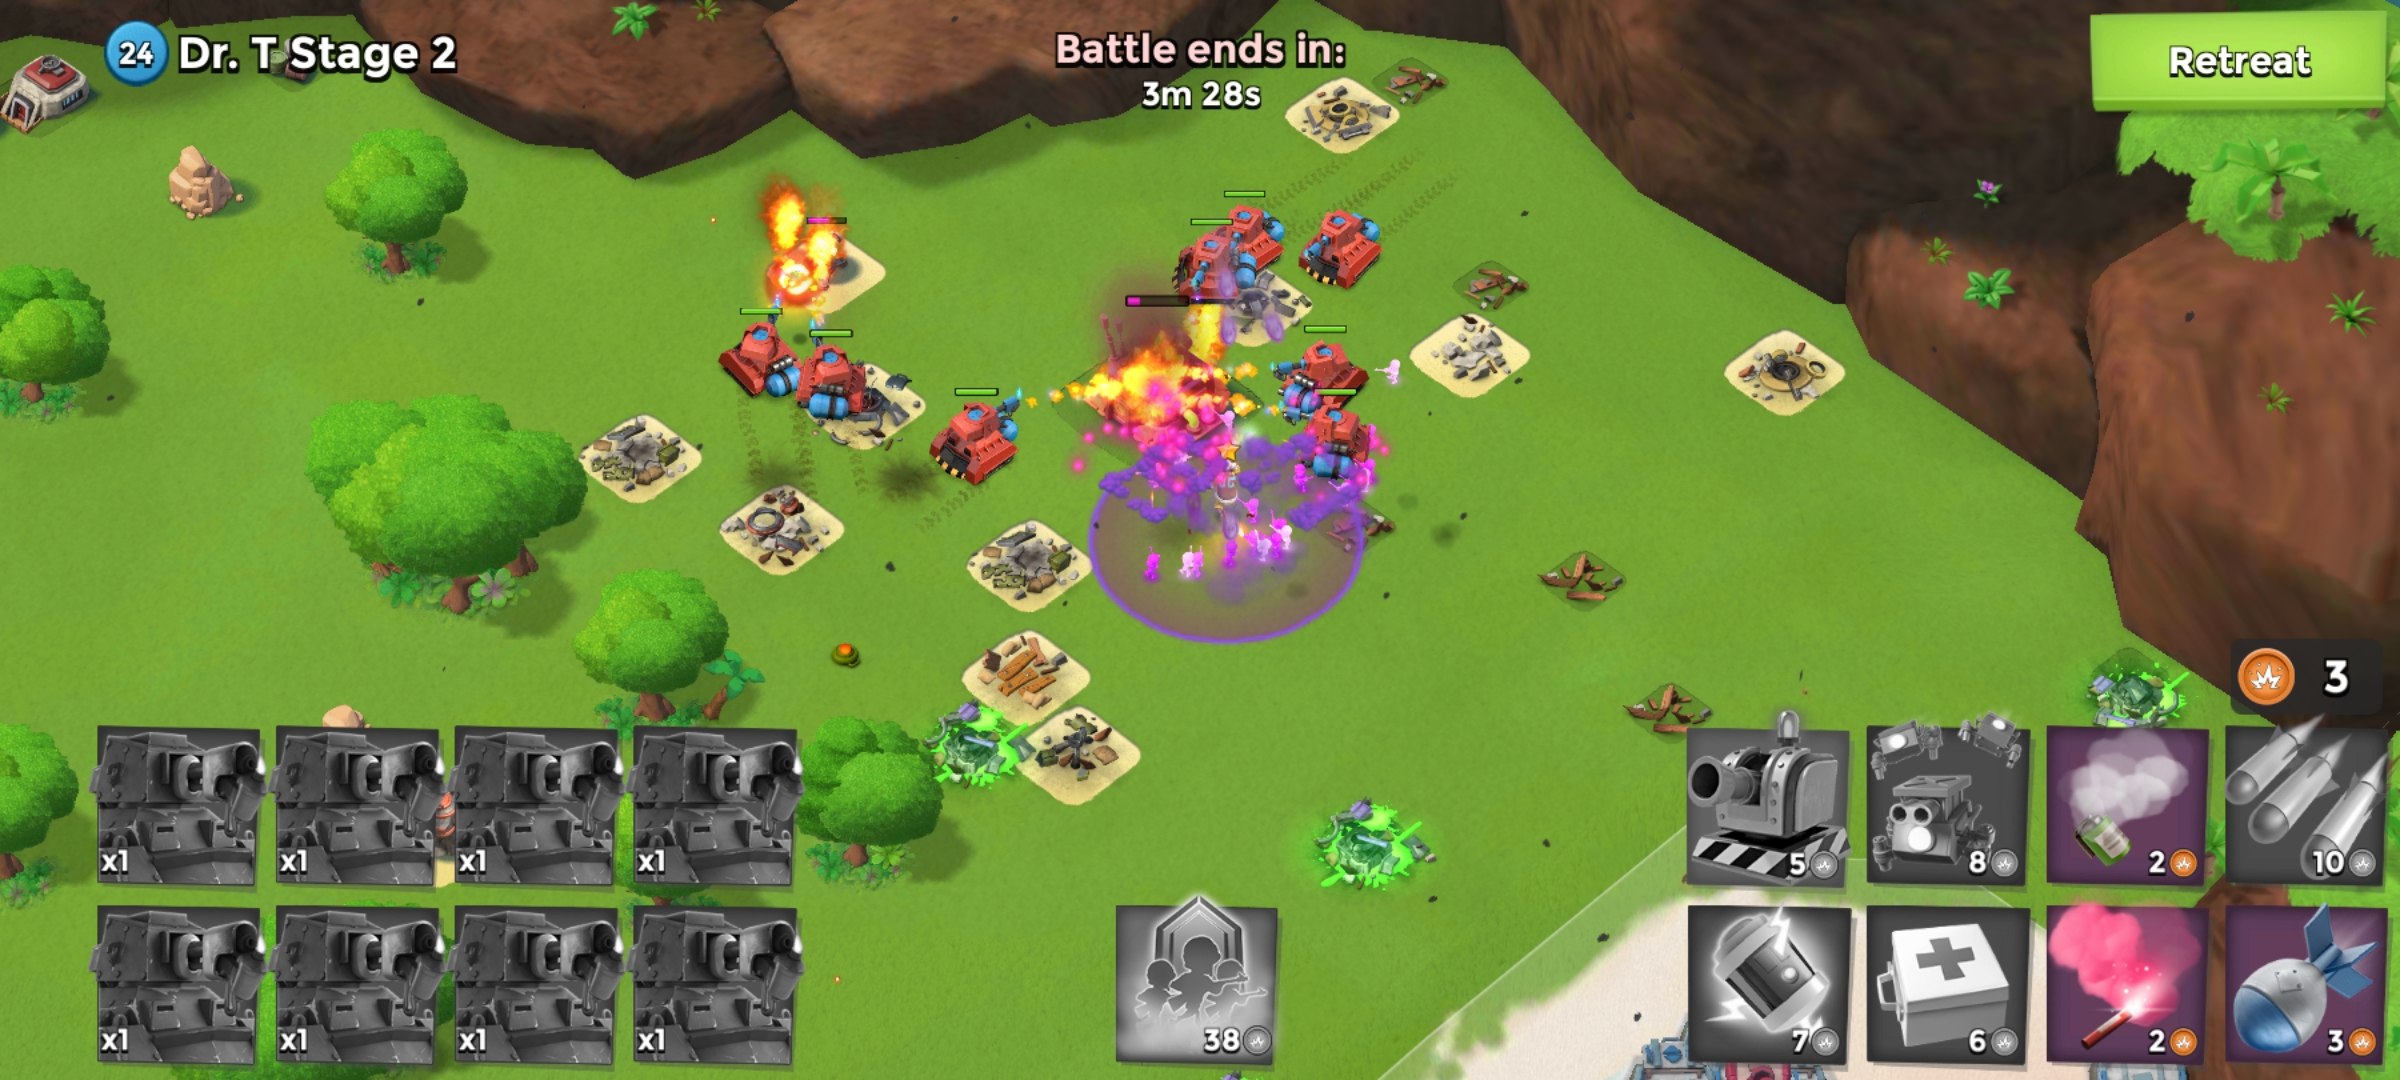 24 Dr. T Stage 2
Battle ends in:
3m 28s
Retreat
3
x1 x1 x1 x1
5 8 2 10
x1 x1 x1 x1
38
7 6 2 3